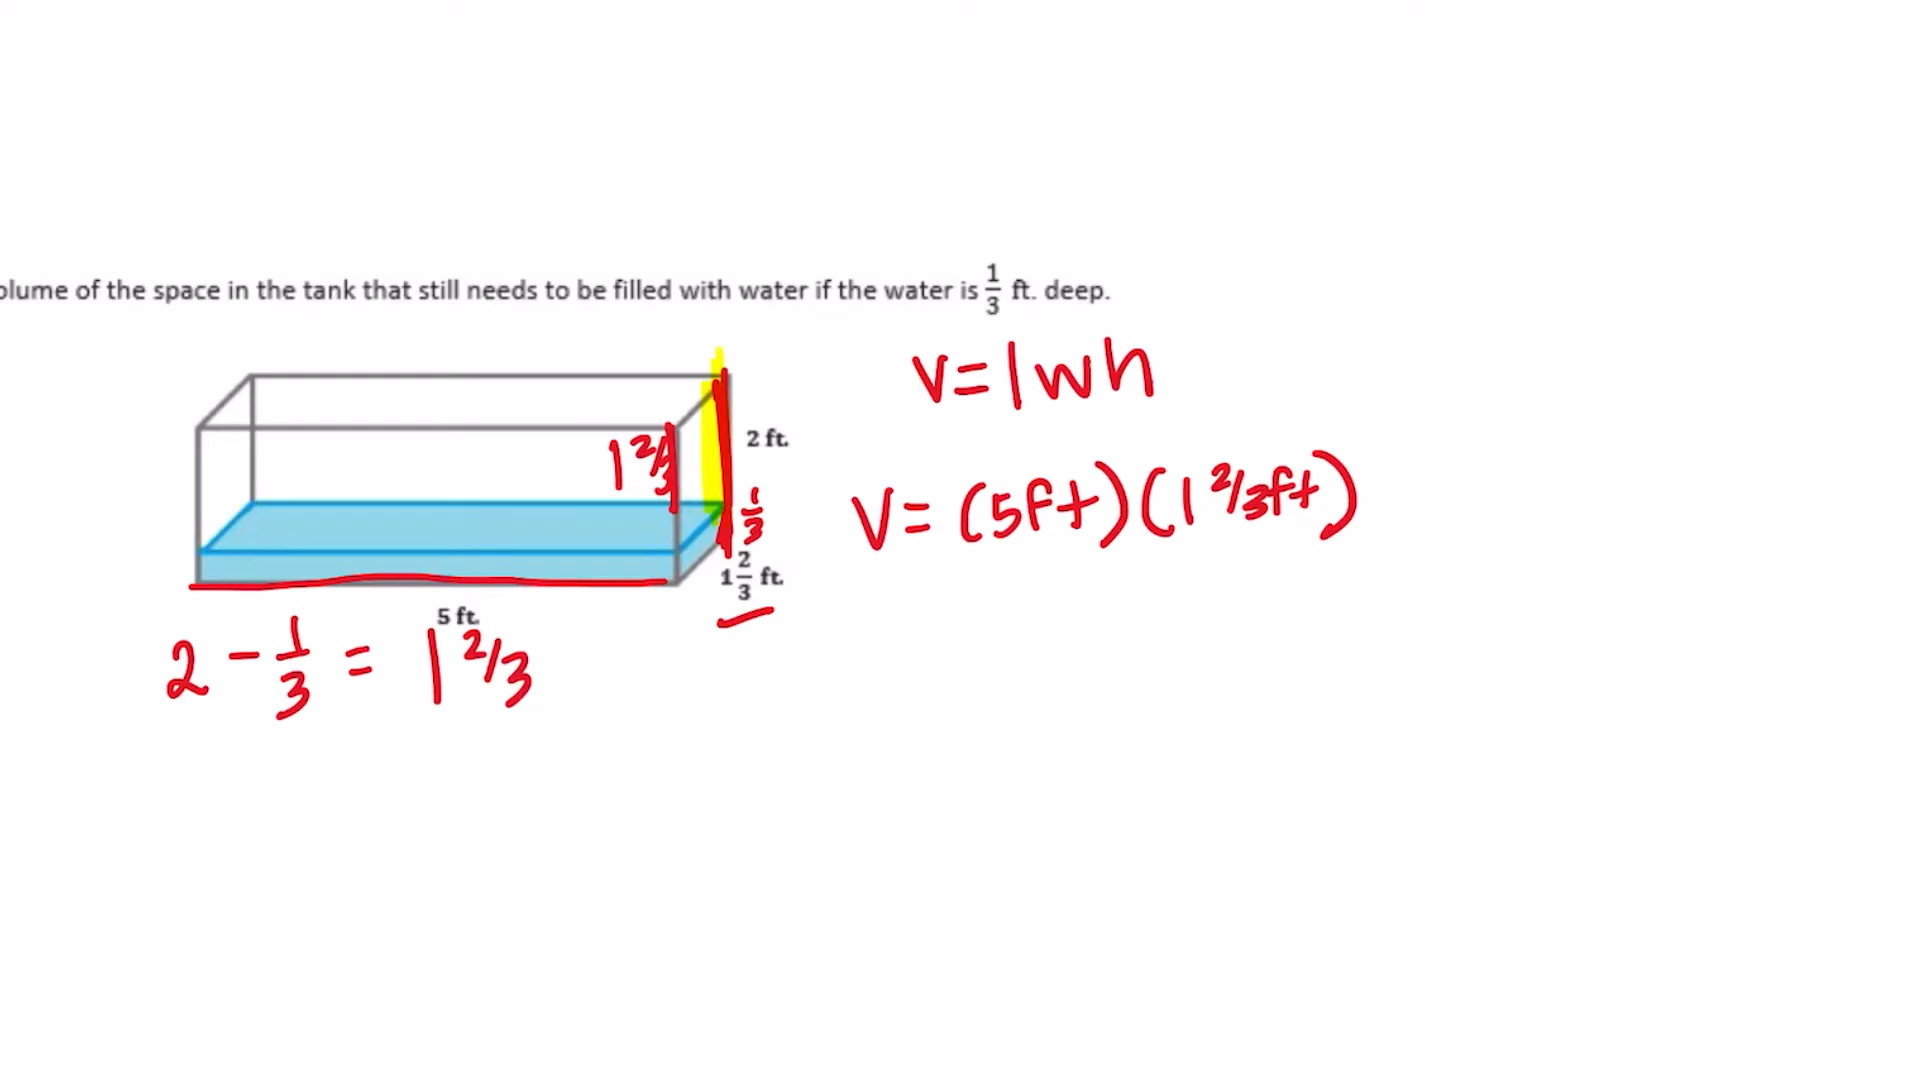 olume of the space in the tank that still needs to be filled with water if the water is 1/3 ft. deep.
V=lwh
1 2/3
2 ft.
V=(5ft)(1 2/3ft)
1/3
1 2/3 ft.
5 ft.
2 - 1/3 = 1 2/3